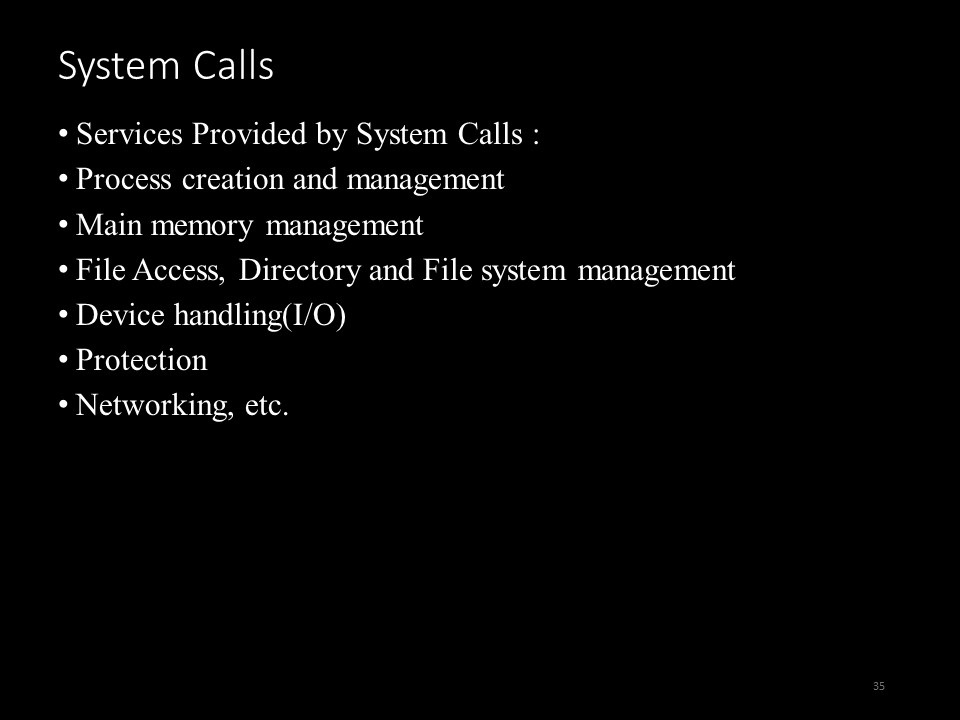 System Calls
• Services Provided by System Calls :
• Process creation and management
• Main memory management
• File Access, Directory and File system management
• Device handling(I/O)
• Protection
• Networking, etc.
35